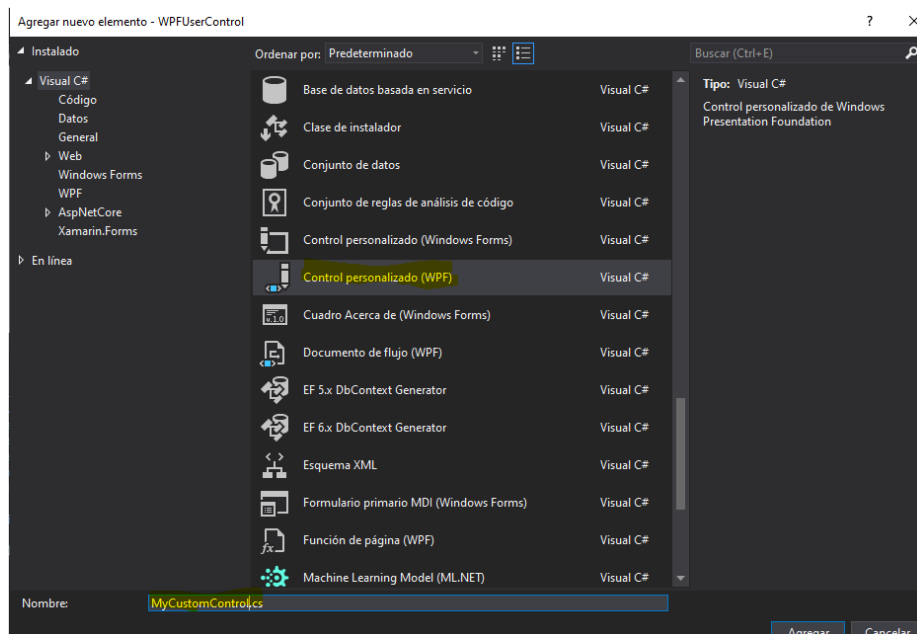 Agregar nuevo elemento - WPFUserControl
?
Instalado
Ordenar por: Predeterminado
Buscar (Ctrl+E)
Visual C#
Código
Datos
General
Web
Windows Forms
WPF
AspNetCore
Xamarin.Forms
En línea
Base de datos basada en servicio Visual C#
Clase de instalador Visual C#
Conjunto de datos Visual C#
Conjunto de reglas de análisis de código Visual C#
Control personalizado (Windows Forms) Visual C#
Control personalizado (WPF) Visual C#
Cuadro Acerca de (Windows Forms) Visual C#
Documento de flujo (WPF) Visual C#
EF 5.x DbContext Generator Visual C#
EF 6.x DbContext Generator Visual C#
Esquema XML Visual C#
Formulario primario MDI (Windows Forms) Visual C#
Función de página (WPF) Visual C#
Machine Learning Model (ML.NET) Visual C#
Tipo: Visual C#
Control personalizado de Windows
Presentation Foundation
Nombre: MyCustomControl.cs
Agregar Cancelar